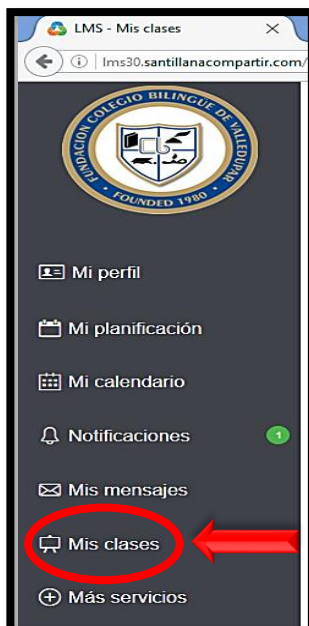 LMS - Mis clases
lms30.santillanacompartir.com/
FUNDACION COLEGIO BILINGÜE DE VALLEDUPAR
FOUNDED 1980
Mi perfil
Mi planificación
Mi calendario
Notificaciones 1
Mis mensajes
Mis clases
Más servicios